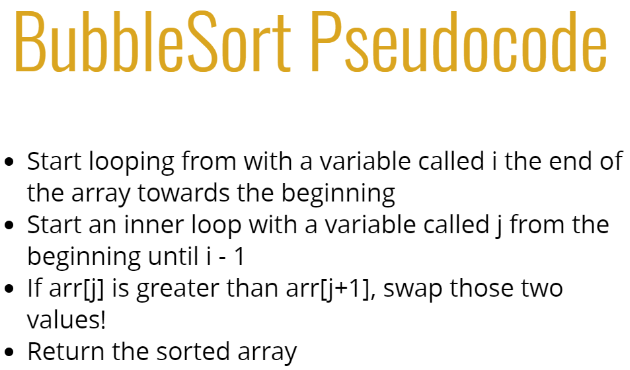 BubbleSort Pseudocode
• Start looping from with a variable called i the end of
the array towards the beginning
• Start an inner loop with a variable called j from the
beginning until i - 1
• If arr[j] is greater than arr[j+1], swap those two
values!
• Return the sorted array